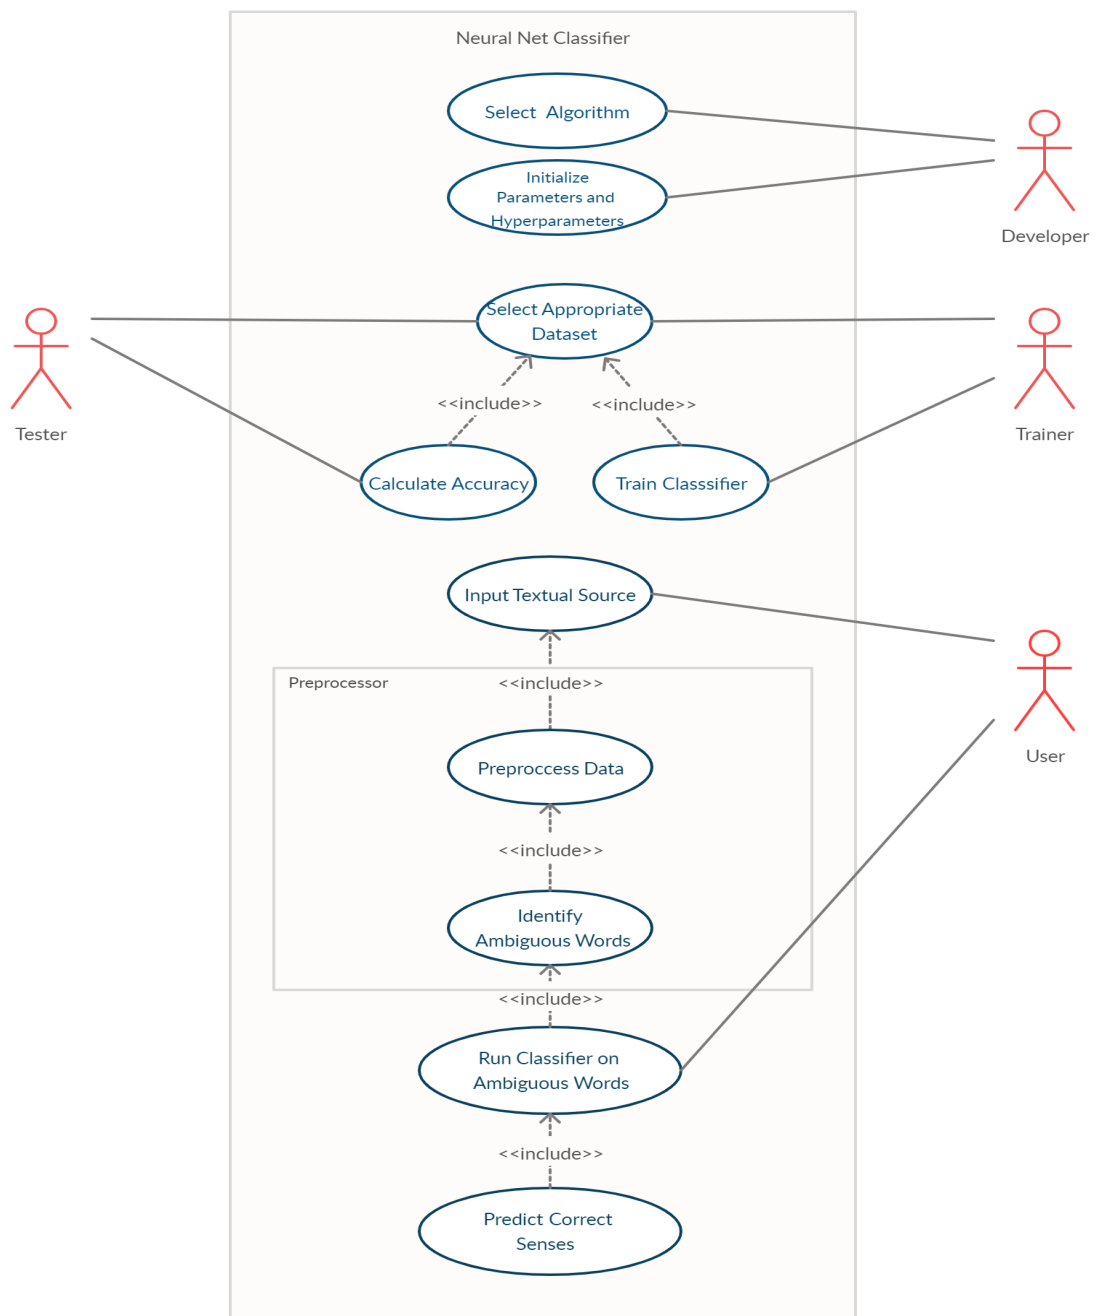 Neural Net Classifier
Select Algorithm
Initialize
Parameters and
Hyperparameters
Developer
Select Appropriate
Dataset
<<include>>
<<include>>
Tester
Trainer
Calculate Accuracy
Train Classsifier
Input Textual Source
Preprocessor
<<include>>
User
Preproccess Data
<<include>>
Identify
Ambiguous Words
<<include>>
Run Classifier on
Ambiguous Words
<<include>>
Predict Correct
Senses